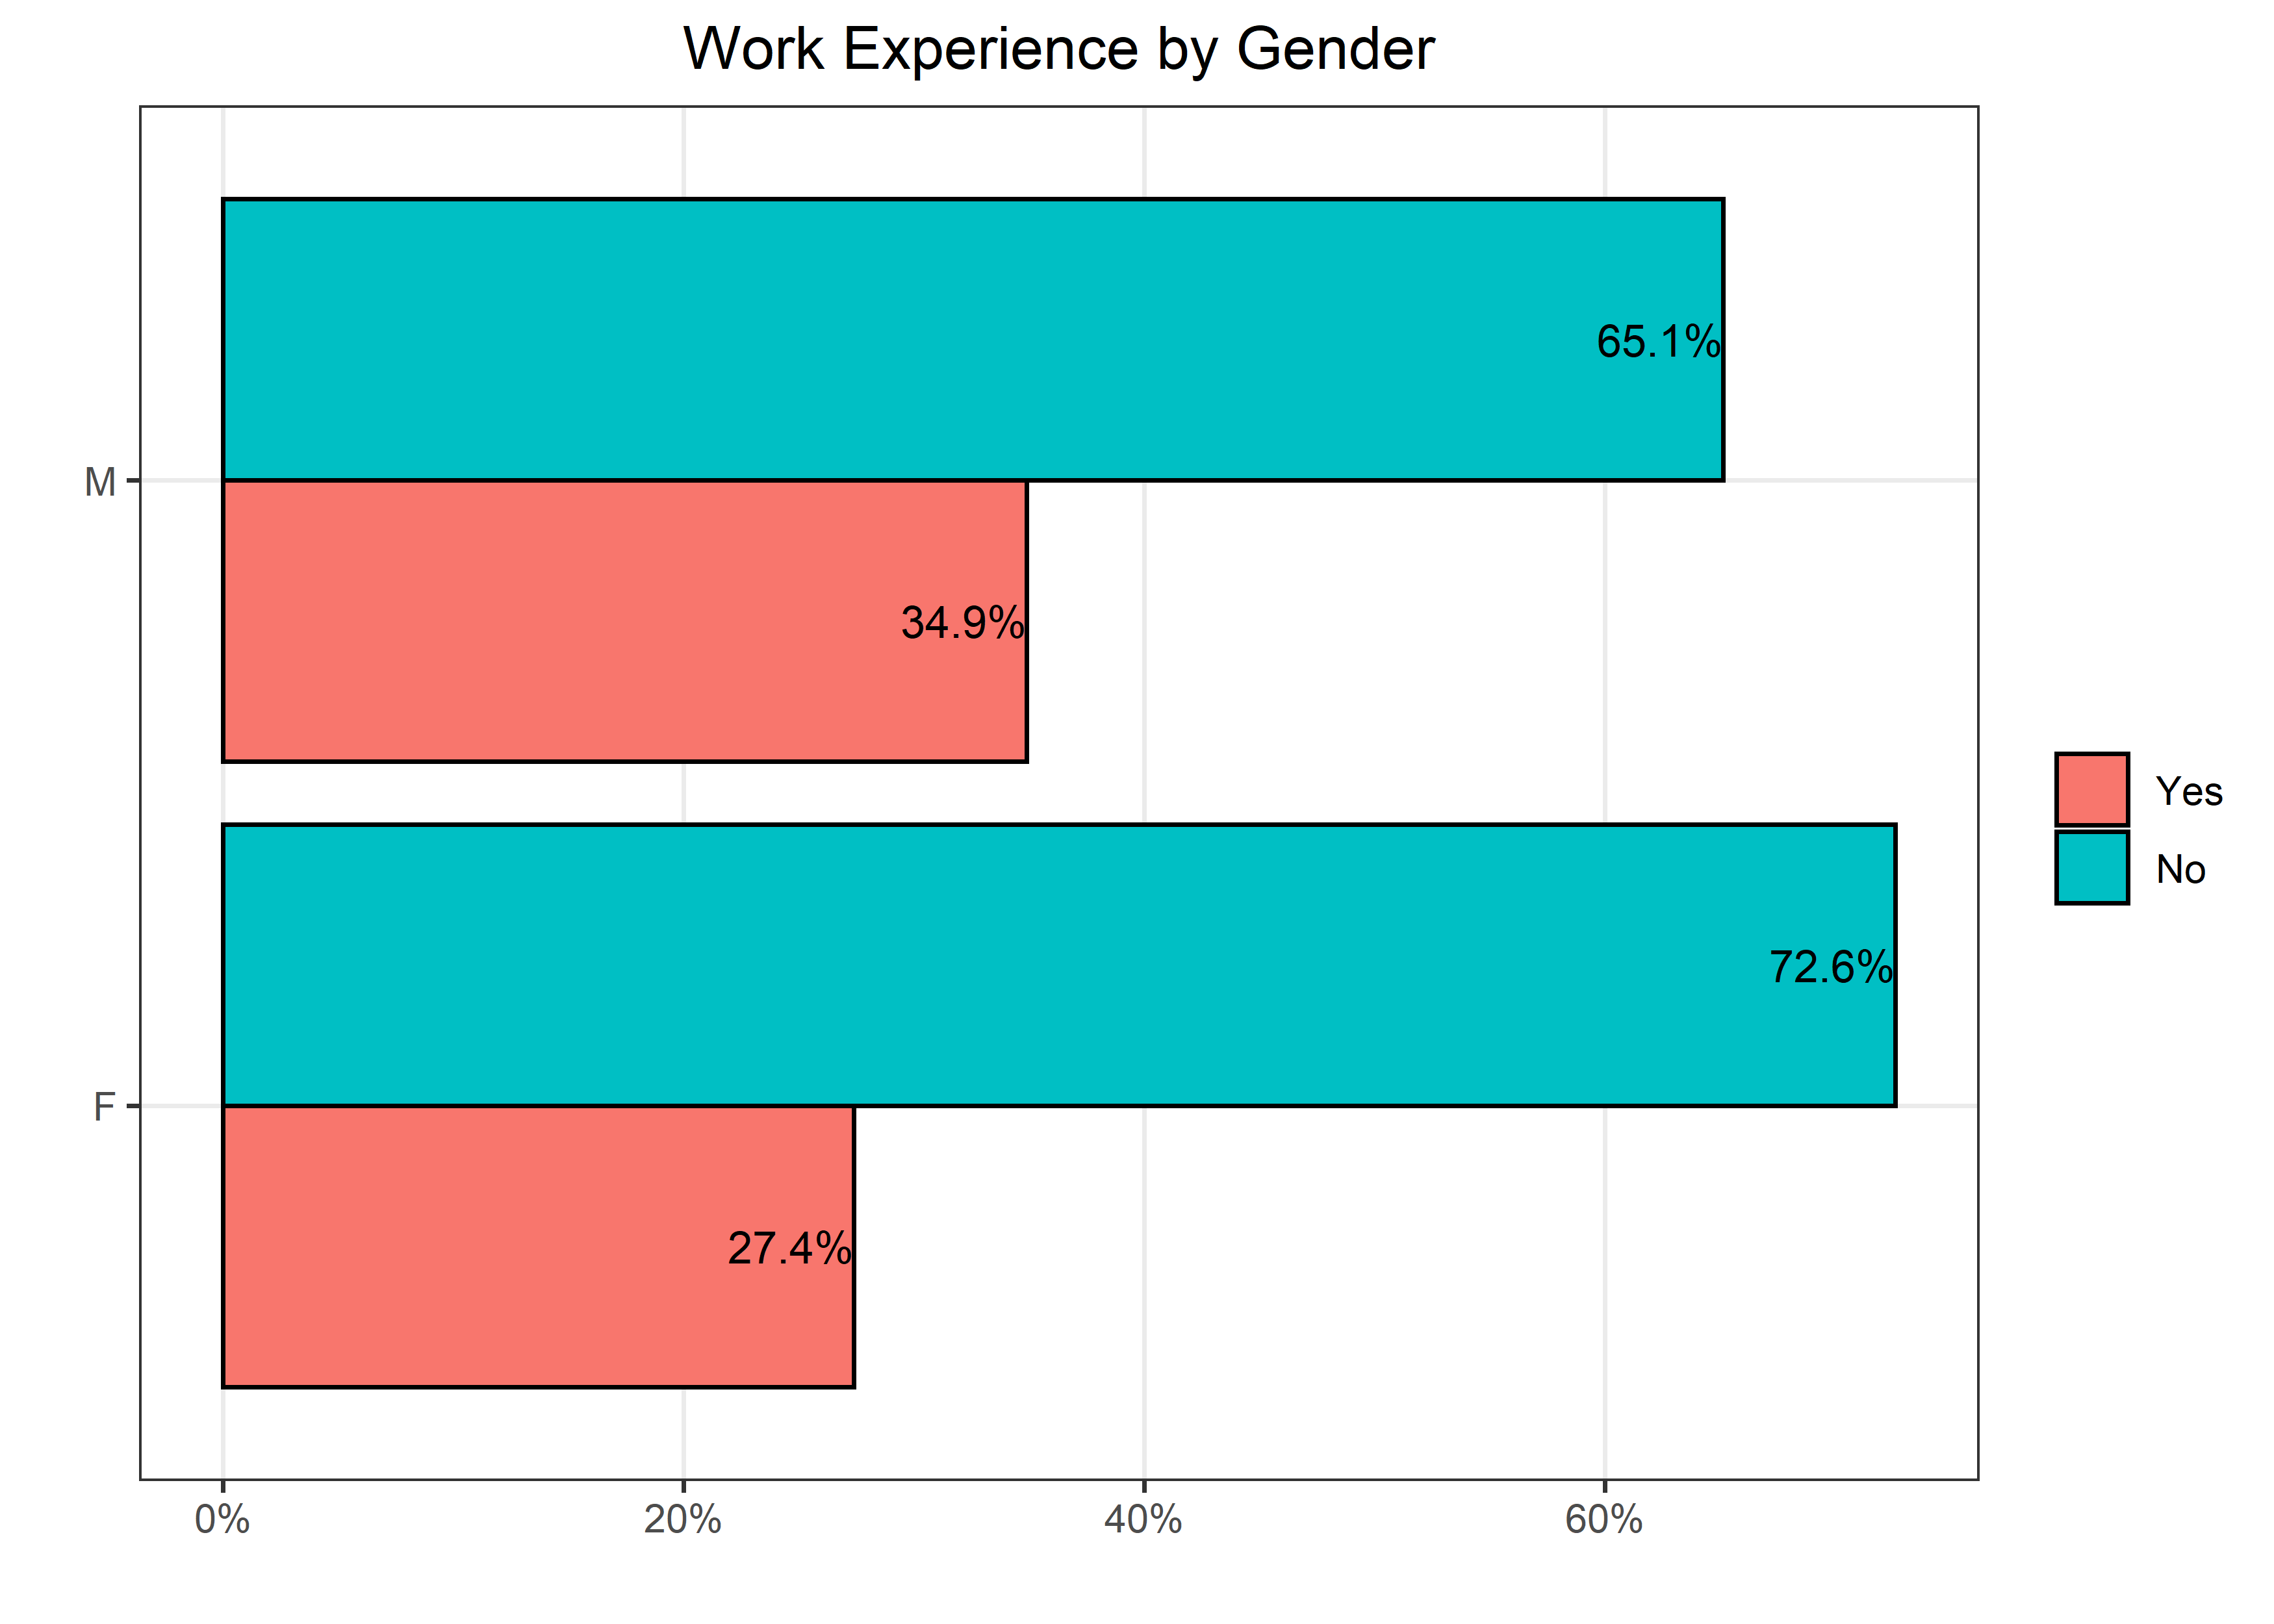 Work Experience by Gender
65.1%
M
34.9%
Yes
No
72.6%
F
27.4%
0% 20% 40% 60%